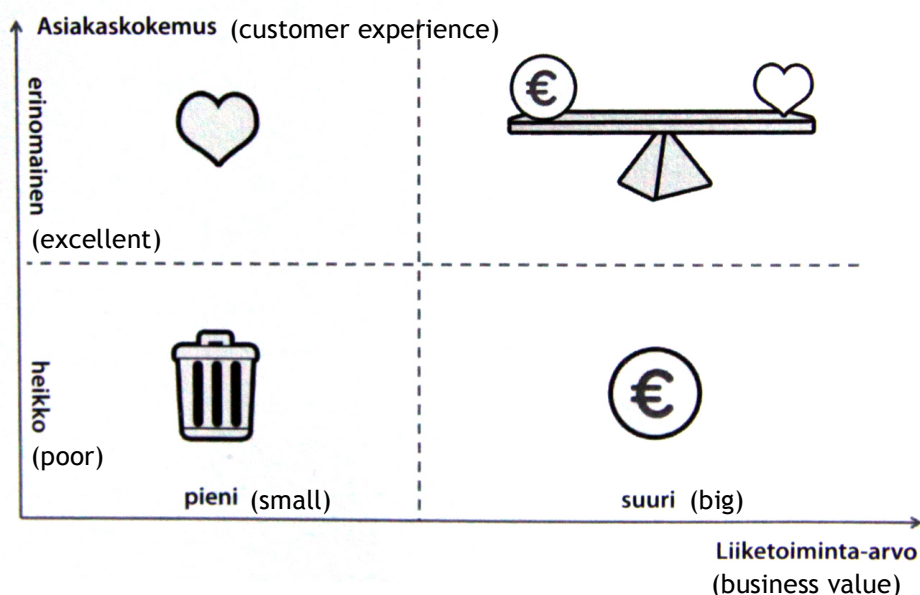 Asiakaskokemus (customer experience)
erinomainen
(excellent)
€
€
heikko
(poor)
pieni (small)
suuri (big)
Liiketoiminta-arvo
(business value)